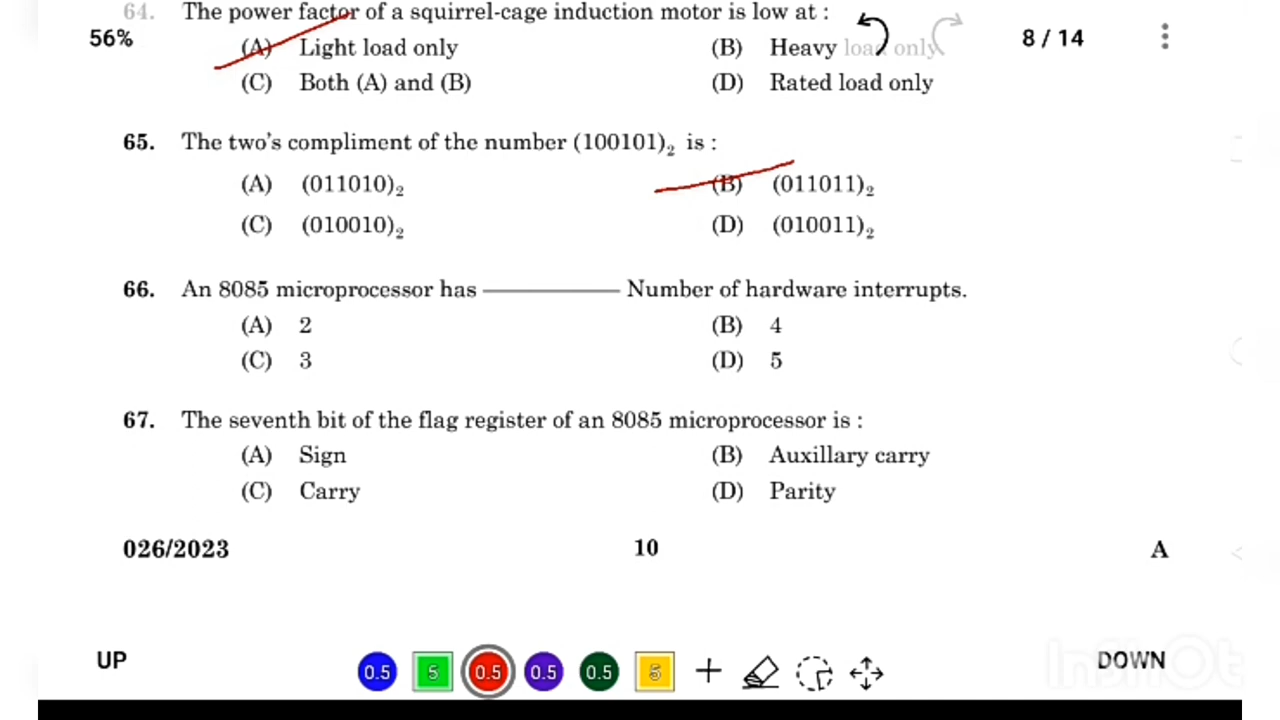 64. The power factor of a squirrel-cage induction motor is low at :
56%
(A) Light load only (B) Heavy load only
8 / 14
(C) Both (A) and (B) (D) Rated load only
65. The two's compliment of the number (100101)₂ is :
(A) (011010)₂ (B) (011011)₂
(C) (010010)₂ (D) (010011)₂
66. An 8085 microprocessor has ———— Number of hardware interrupts.
(A) 2 (B) 4
(C) 3 (D) 5
67. The seventh bit of the flag register of an 8085 microprocessor is :
(A) Sign (B) Auxillary carry
(C) Carry (D) Parity
026/2023 10 A
UP 0.5 5 0.5 0.5 0.5 5 DOWN
InShOt